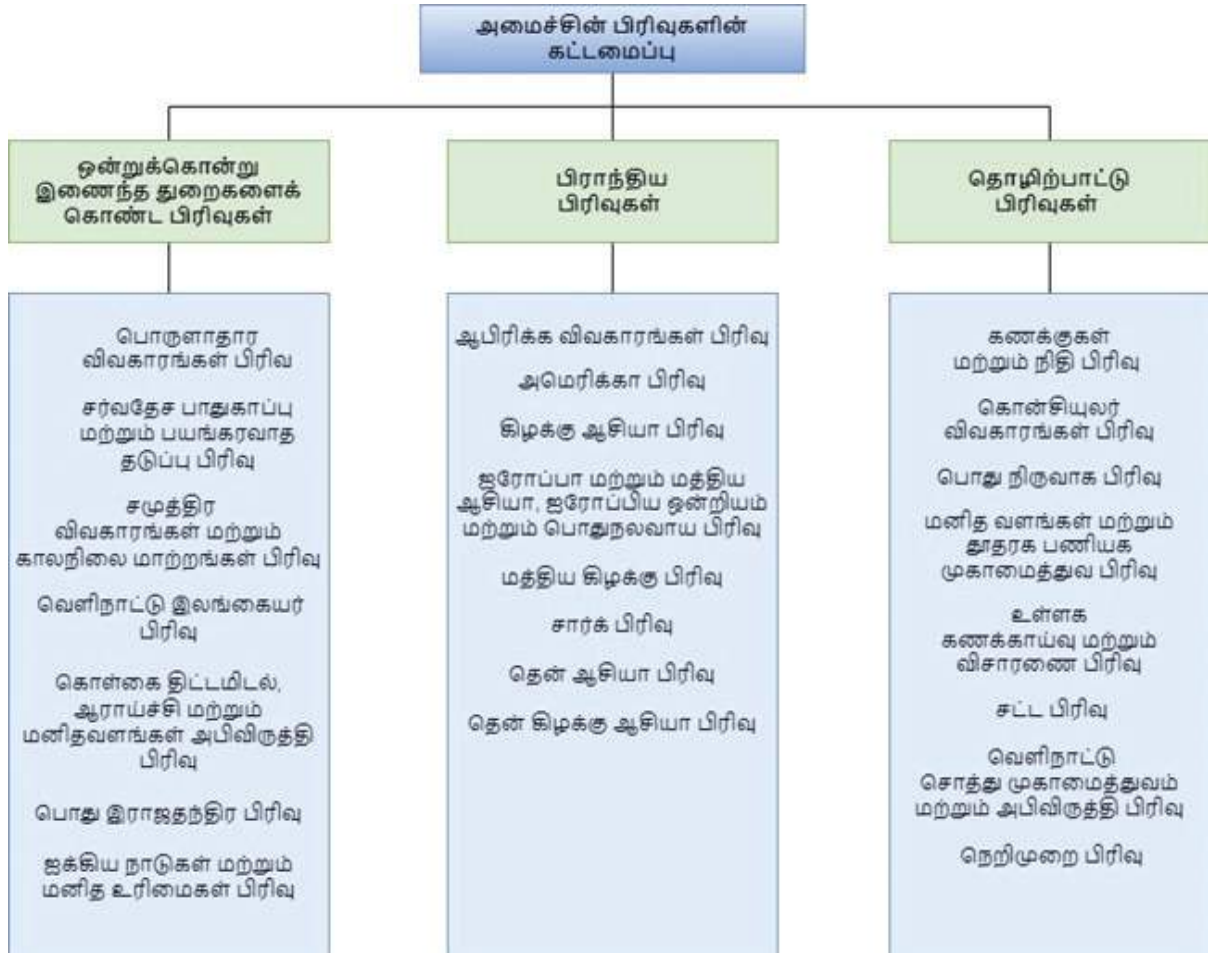 அமைச்சின் பிரிவுகளின்
கட்டமைப்பு
ஒன்றுக்கொன்று
இணைந்த துறைகளைக்
கொண்ட பிரிவுகள்
பொருளாதார
விவகாரங்கள் பிரிவ
சர்வதேச பாதுகாப்பு
மற்றும் பயங்கரவாத
தடுப்பு பிரிவு
சமுத்திர
விவகாரங்கள் மற்றும்
காலநிலை மாற்றங்கள் பிரிவு
வெளிநாட்டு இலங்கையர்
பிரிவு
கொள்கை திட்டமிடல்,
ஆராய்ச்சி மற்றும்
மனிதவளங்கள் அபிவிருத்தி
பிரிவு
பொது இராஜதந்திர பிரிவு
ஐக்கிய நாடுகள் மற்றும்
மனித உரிமைகள் பிரிவு
பிராந்திய
பிரிவுகள்
ஆபிரிக்க விவகாரங்கள் பிரிவு
அமெரிக்கா பிரிவு
கிழக்கு ஆசியா பிரிவு
ஐரோப்பா மற்றும் மத்திய
ஆசியா, ஐரோப்பிய ஒன்றியம்
மற்றும் பொதுநலவாய பிரிவு
மத்திய கிழக்கு பிரிவு
சார்க் பிரிவு
தென் ஆசியா பிரிவு
தென் கிழக்கு ஆசியா பிரிவு
தொழிற்பாட்டு
பிரிவுகள்
கணக்குகள்
மற்றும் நிதி பிரிவு
கொன்சியுலர்
விவகாரங்கள் பிரிவு
பொது நிருவாக பிரிவு
மனித வளங்கள் மற்றும்
தூதரக பணியக
முகாமைத்துவ பிரிவு
உள்ளக
கணக்காய்வு மற்றும்
விசாரணை பிரிவு
சட்ட பிரிவு
வெளிநாட்டு
சொத்து முகாமைத்துவம்
மற்றும் அபிவிருத்தி பிரிவு
நெறிமுறை பிரிவு